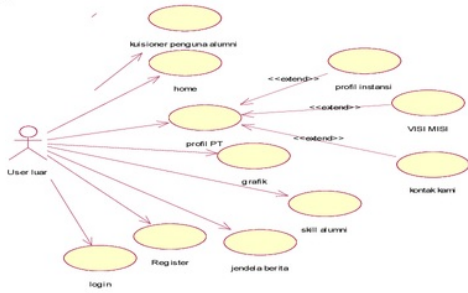 kuisioner penguna alumni
home
<<extend>>
profil instansi
<<extend>>
VISI MISI
profil PT
<<extend>>
User luar
grafik
kontak kami
skill alumni
Register
jendela berita
login